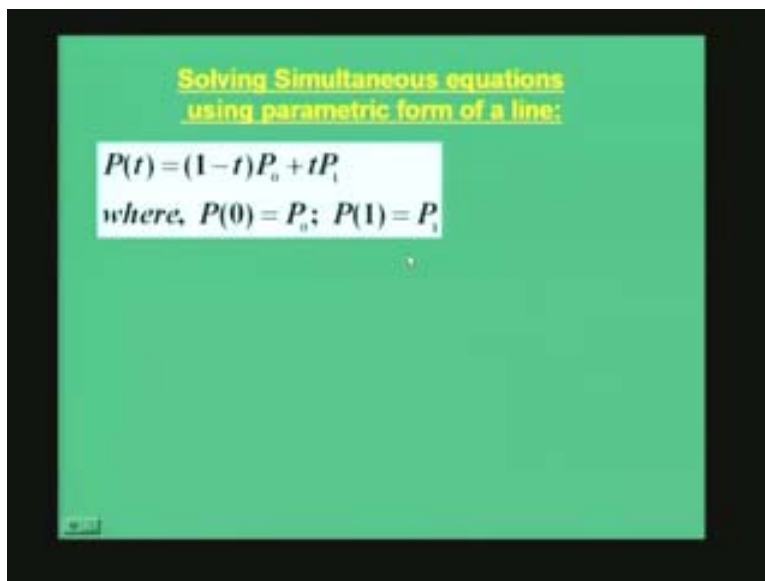 Solving Simultaneous equations
using parametric form of a line:
P(t) = (1 − t)P₀ + tP₁
where, P(0) = P₀; P(1) = P₁